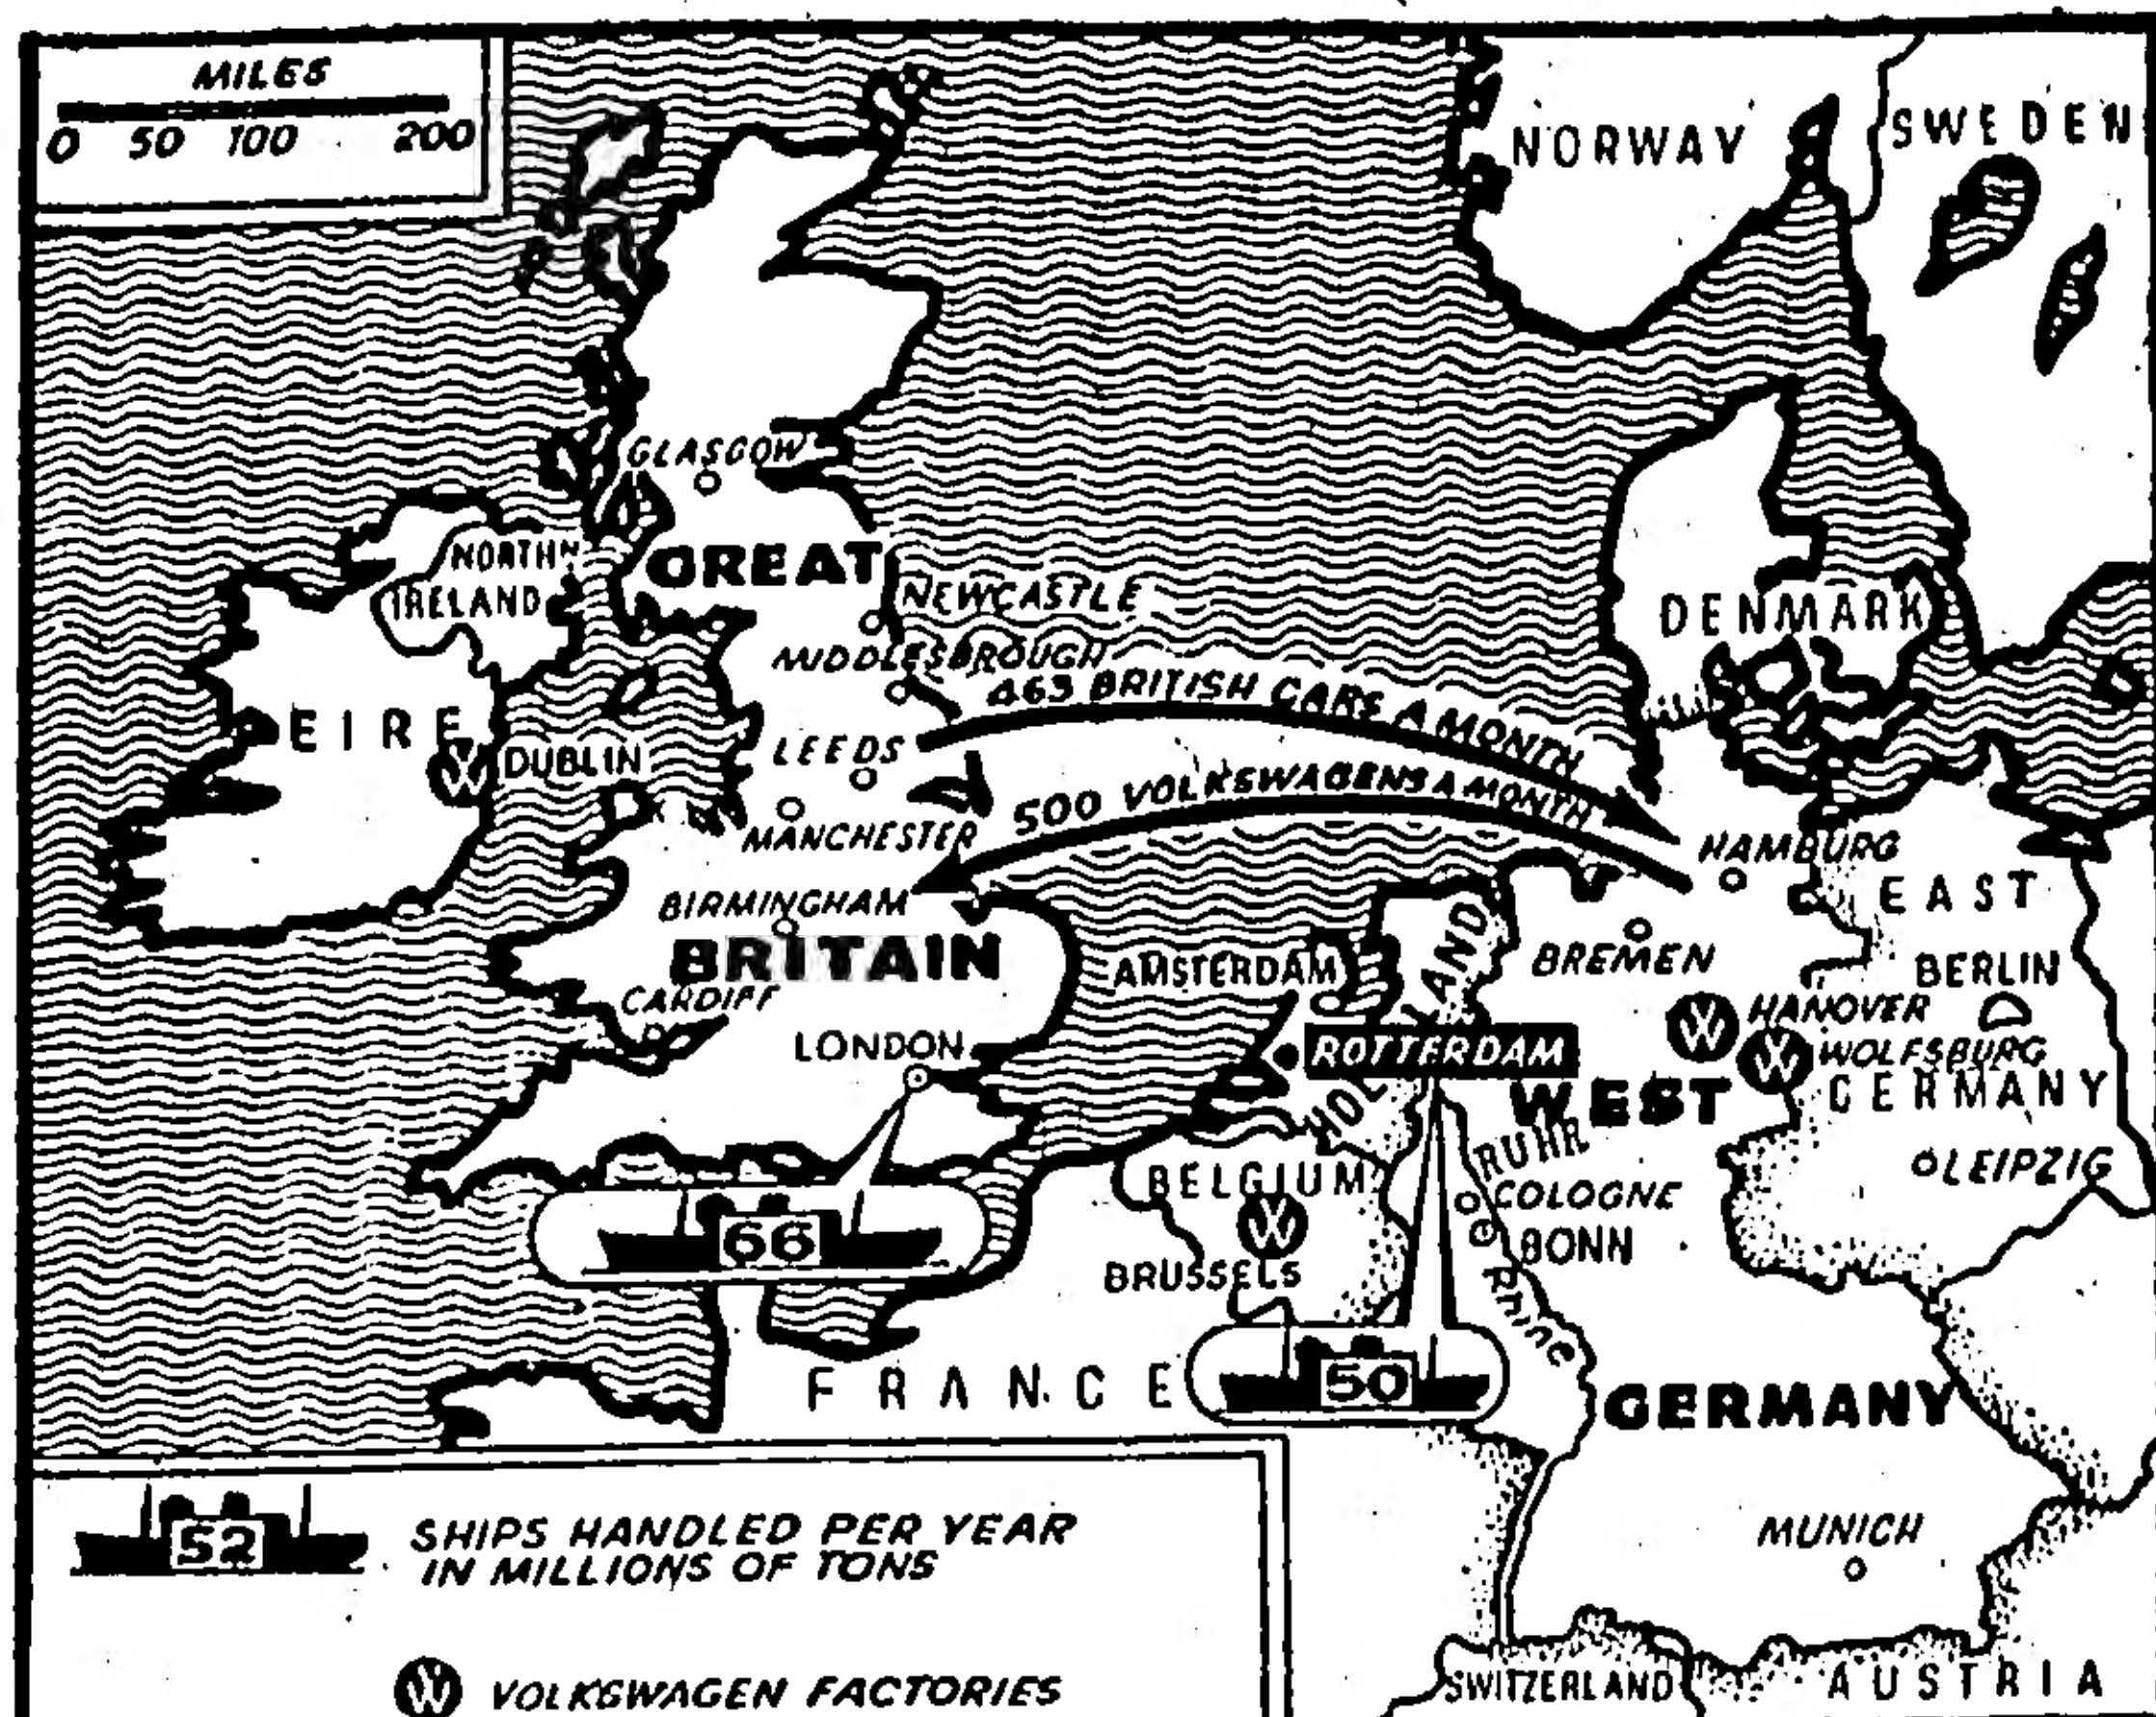 MILES
0 50 100 200
NORWAY
SWEDEN
GLASGOW
NORTHN
IRELAND
GREAT
NEWCASTLE
MIDDLESBROUGH
DENMARK
463 BRITISH CARS A MONTH
EIRE
DUBLIN
LEEDS
500 VOLKSWAGENS A MONTH
MANCHESTER
HAMBURG
BIRMINGHAM
EAST
BRITAIN
AMSTERDAM
HOLLAND
BREMEN
BERLIN
CARDIFF
HANOVER
LONDON
ROTTERDAM
WOLFSBURG
WEST
GERMANY
RUHR
BELGIUM
LEIPZIG
COLOGNE
BONN
66
BRUSSELS
Rhine
FRANCE
50
GERMANY
52
SHIPS HANDLED PER YEAR
IN MILLIONS OF TONS
MUNICH
VOLKSWAGEN FACTORIES
SWITZERLAND
AUSTRIA